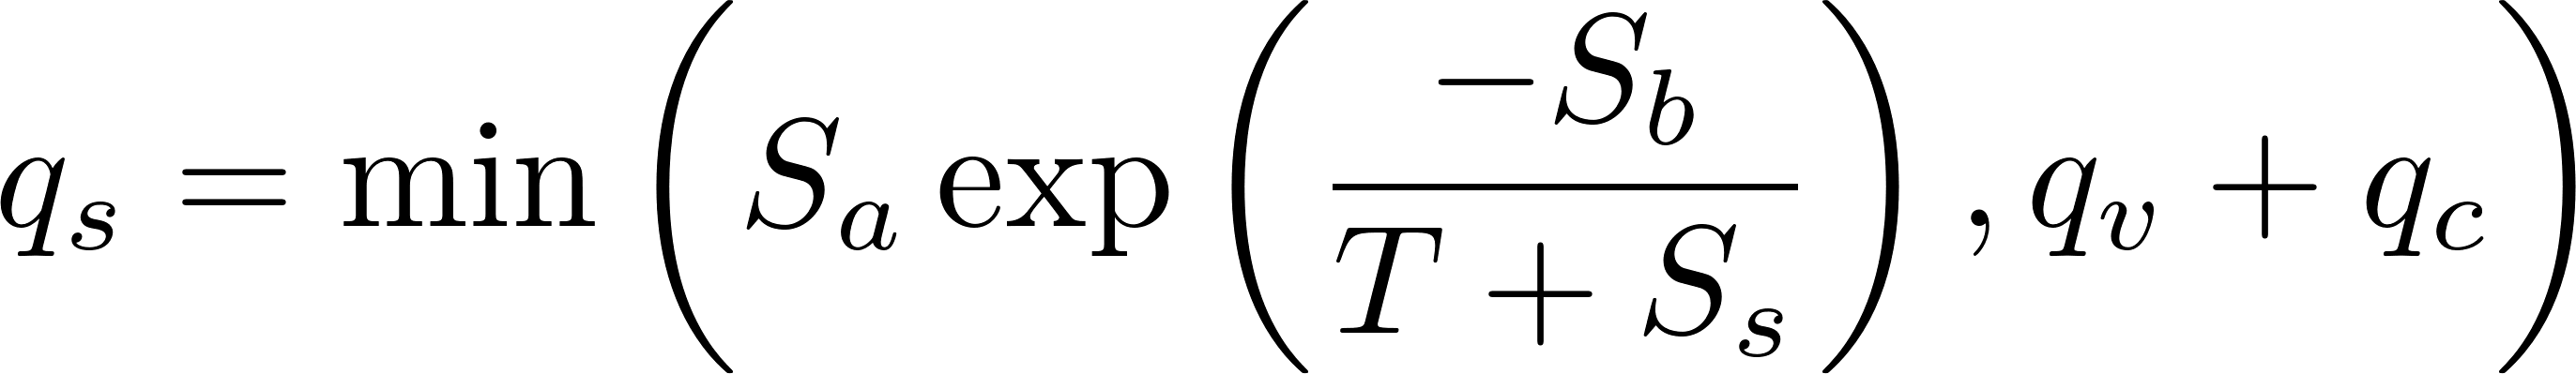 q_s = \min \left( S_a \exp \left( \frac{-S_b}{T + S_s} \right), q_v + q_c \right)